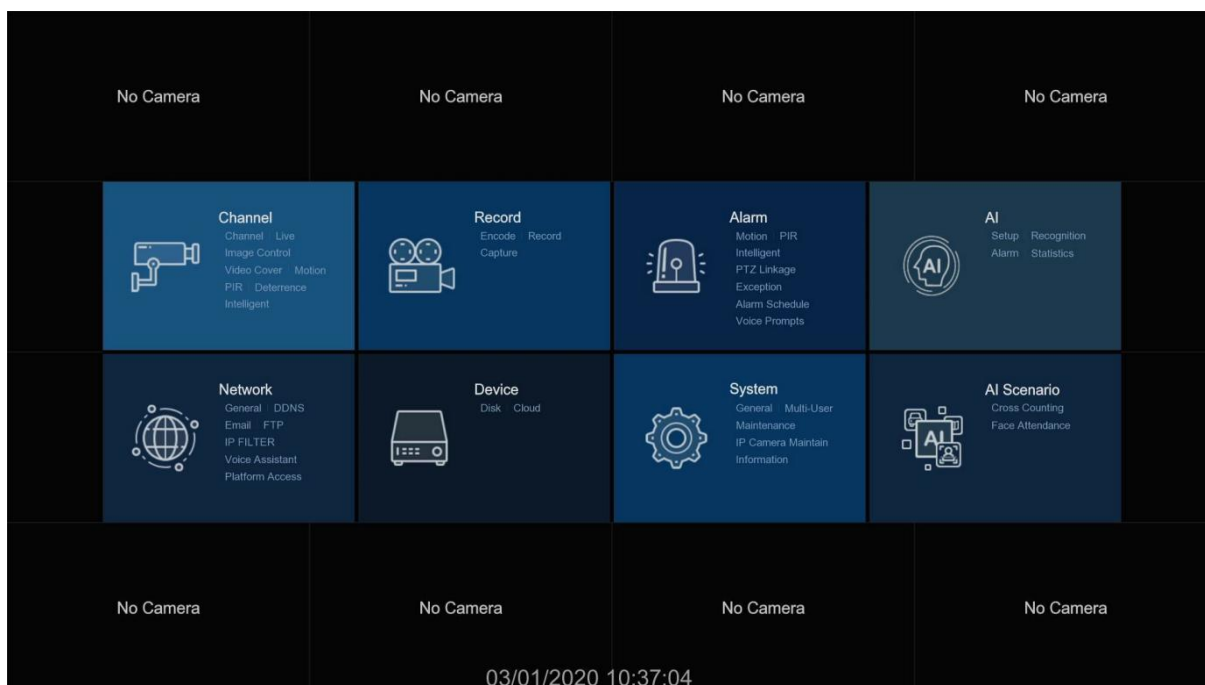 No Camera
No Camera
No Camera
No Camera
Channel
Channel | Live
Image Control
Video Cover | Motion
PIR | Deterrence
Intelligent
Record
Encode | Record
Capture
Alarm
Motion | PIR
Intelligent
PTZ Linkage
Exception
Alarm Schedule
Voice Prompts
AI
AI
Setup | Recognition
Alarm | Statistics
Network
General | DDNS
Email | FTP
IP FILTER
Voice Assistant
Platform Access
Device
Disk | Cloud
System
General | Multi-User
Maintenance
IP Camera Maintain
Information
AI
AI Scenario
Cross Counting
Face Attendance
No Camera
No Camera
No Camera
No Camera
03/01/2020 10:37:04